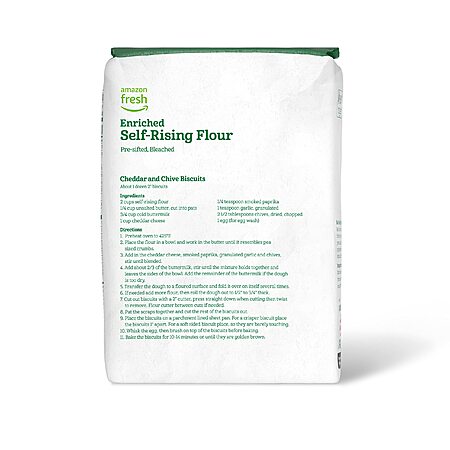 amazon
fresh
Enriched
Self-Rising Flour
Pre-sifted, Bleached
Cheddar and Chive Biscuits
About 1 dozen 2" biscuits
Ingredients
2 cups self rising flour
1/4 cup unsalted butter, cut into pats
3/4 cup cold buttermilk
1 cup cheddar cheese
1/4 teaspoon smoked paprika
1 teaspoon garlic, granulated
2 1/2 tablespoons chives, dried, chopped
1 egg (for egg wash)
Directions
1. Preheat oven to 425°F.
2. Place the flour in a bowl and work in the butter until it resembles pea
sized crumbs.
3. Add in the cheddar cheese, smoked paprika, granulated garlic and chives,
stir until blended.
4. Add about 2/3 of the buttermilk, stir until the mixture holds together and
leaves the sides of the bowl. Add the remainder of the buttermilk if the dough
is too dry.
5. Transfer the dough to a floured surface and fold it over on itself several times.
6. If needed add more flour, then roll the dough out to 1/2" to 3/4" thick.
7. Cut out biscuits with a 2" cutter, press straight down when cutting then twist
to remove. Flour cutter between cuts if needed.
8. Put the scraps together and cut the rest of the biscuits out.
9. Place the biscuits on a parchment lined sheet pan. For a crisper biscuit place
the biscuits 1" apart. For a soft sided biscuit place, so they are barely touching.
10. Whisk the egg, then brush on top of the biscuits before baking.
11. Bake the biscuits for 10-14 minutes or until they are golden brown.